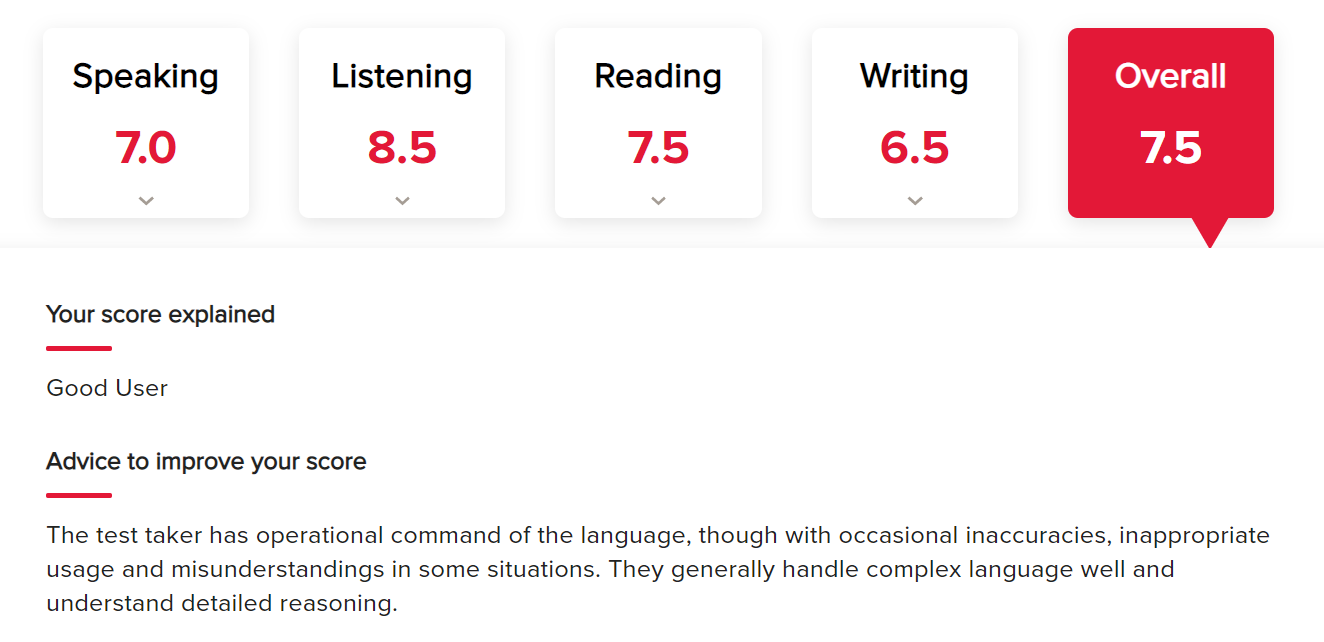 Speaking
7.0
Listening
8.5
Reading
7.5
Writing
6.5
Overall
7.5
Your score explained
Good User
Advice to improve your score
The test taker has operational command of the language, though with occasional inaccuracies, inappropriate
usage and misunderstandings in some situations. They generally handle complex language well and
understand detailed reasoning.